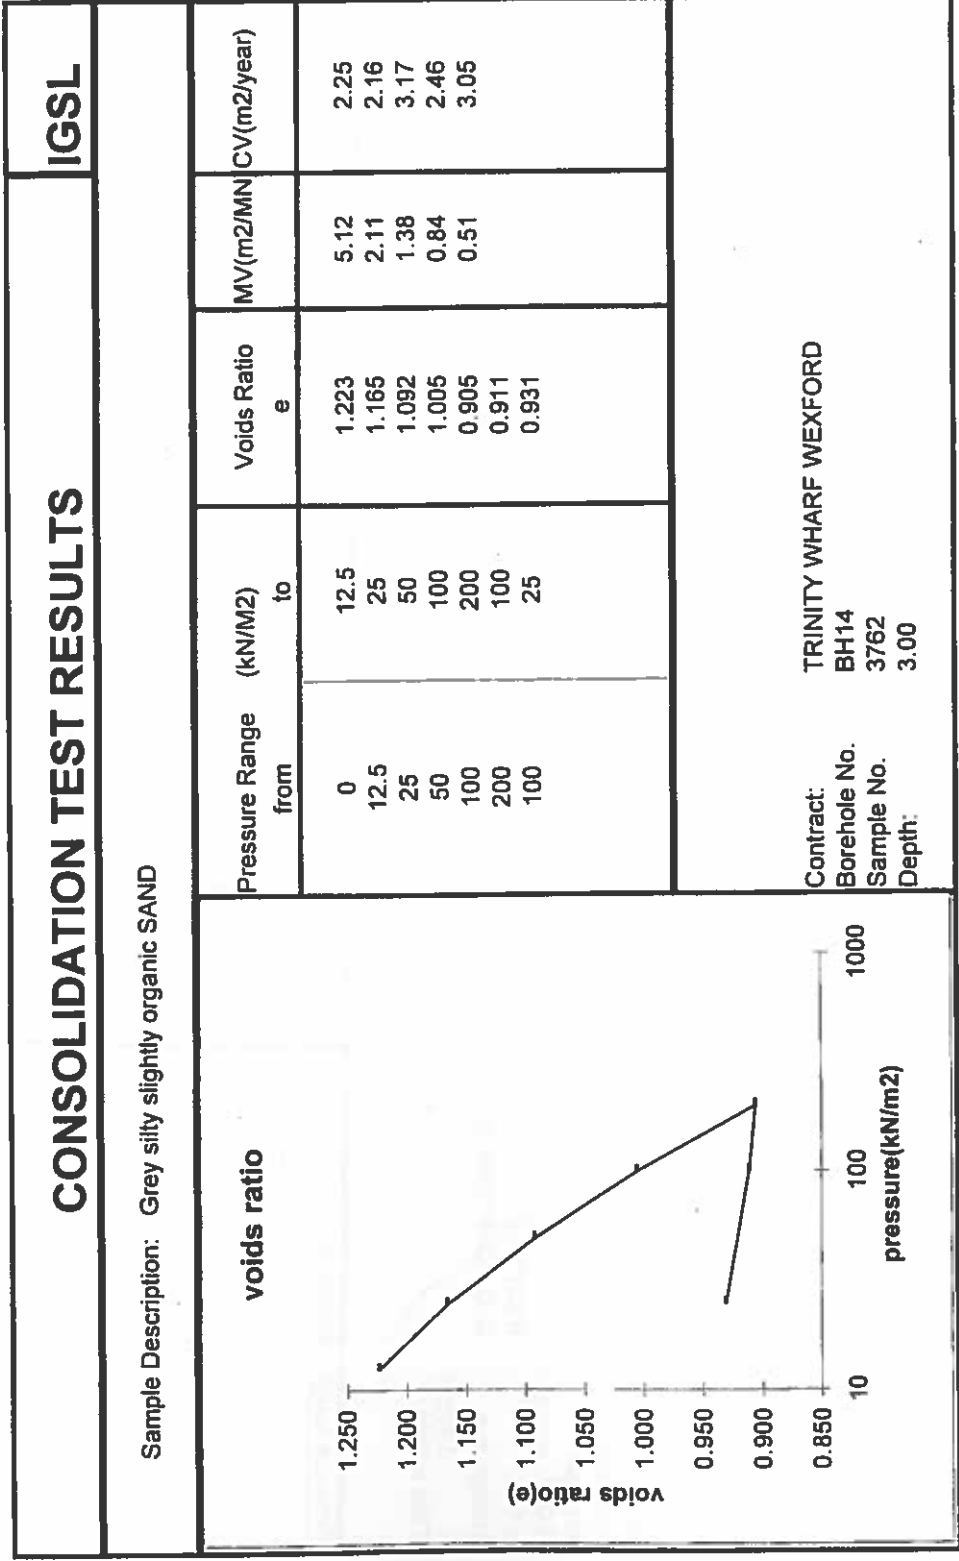 CONSOLIDATION TEST RESULTS IGSL
Sample Description: Grey silty slightly organic SAND
voids ratio
voids ratio(e)
1.250
1.200
1.150
1.100
1.050
1.000
0.950
0.900
0.850
10 100 1000
pressure(kN/m2)
Pressure Range (kN/M2) Voids Ratio MV(m2/MN CV(m2/year)
from to e
0 12.5 1.223 5.12 2.25
12.5 25 1.165 2.11 2.16
25 50 1.092 1.38 3.17
50 100 1.005 0.84 2.46
100 200 0.905 0.51 3.05
200 100 0.911
100 25 0.931
Contract: TRINITY WHARF WEXFORD
Borehole No. BH14
Sample No. 3762
Depth: 3.00